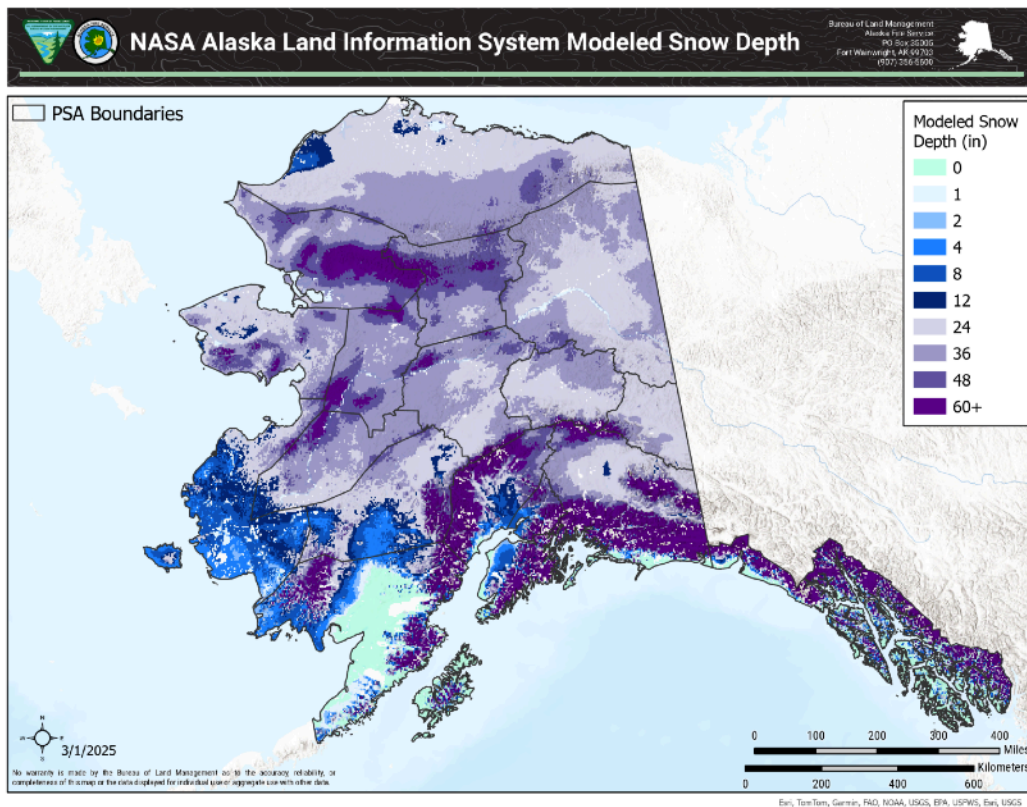 NASA Alaska Land Information System Modeled Snow Depth
Bureau of Land Management
Alaska Fire Service
PO Box 35005
Fort Wainwright, AK 99703
(907) 356-5600
PSA Boundaries
Modeled Snow
Depth (in)
0
1
2
4
8
12
24
36
48
60+
N
W E
S
3/1/2025
No warranty is made by the Bureau of Land Management as to the accuracy, reliability, or
completeness of this map or the data displayed for individual use or aggregate use with other data.
0 100 200 300 400
Miles
Kilometers
0 200 400 600
Esri, TomTom, Garmin, FAO, NOAA, USGS, EPA, USFWS, Esri, USGS